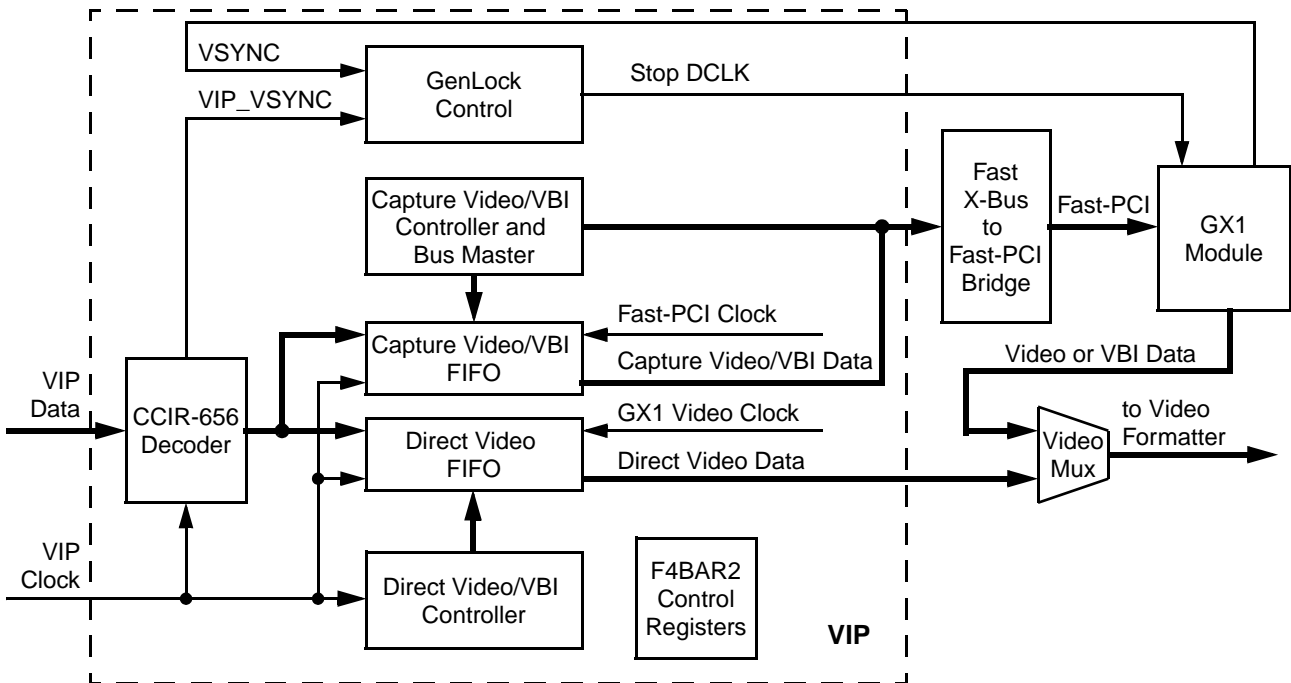 VSYNC
VIP_VSYNC
GenLock
Control
Stop DCLK
Capture Video/VBI
Controller and
Bus Master
Fast
X-Bus
to
Fast-PCI
Bridge
Fast-PCI
GX1
Module
Fast-PCI Clock
Capture Video/VBI
FIFO
Capture Video/VBI Data
Video or VBI Data
VIP
Data
CCIR-656
Decoder
GX1 Video Clock
Direct Video
FIFO
Direct Video Data
Video
Mux
to Video
Formatter
VIP
Clock
Direct Video/VBI
Controller
F4BAR2
Control
Registers
VIP